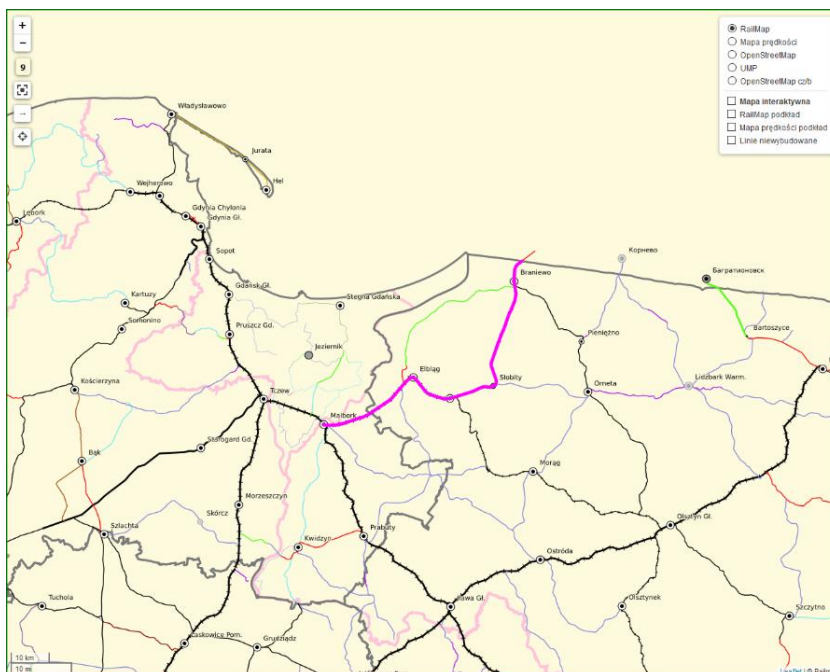 +
−
9
RailMap
Mapa prędkości
OpenStreetMap
UMP
OpenStreetMap cz/b
Mapa interaktywna
RailMap podkład
Mapa prędkości podkład
Linie niewybudowane
Władysławowo
Jurata
Hel
Wejherowo
Gdynia Chylonia
Lębork
Gdynia Gł.
Sopot
Корнево
Багратионовск
Braniewo
Gdańsk Gł.
Stegna Gdańska
Kartuzy
Somonino
Pruszcz Gd.
Bartoszyce
Pieniężno
Jeziernik
Elbląg
Słobity
Kościerzyna
Tczew
Orneta
Lidzbark Warm.
Malbork
Starogard Gd.
Bąk
Morąg
Morzeszczyn
Skórcz
Szlachta
Prabuty
Olsztyn Gł.
Kwidzyn
Ostróda
Tuchola
Iława Gł.
Olsztynek
Szczytno
Laskowice Pom.
Grudziądz
10 km
10 mi
Leaflet | ©